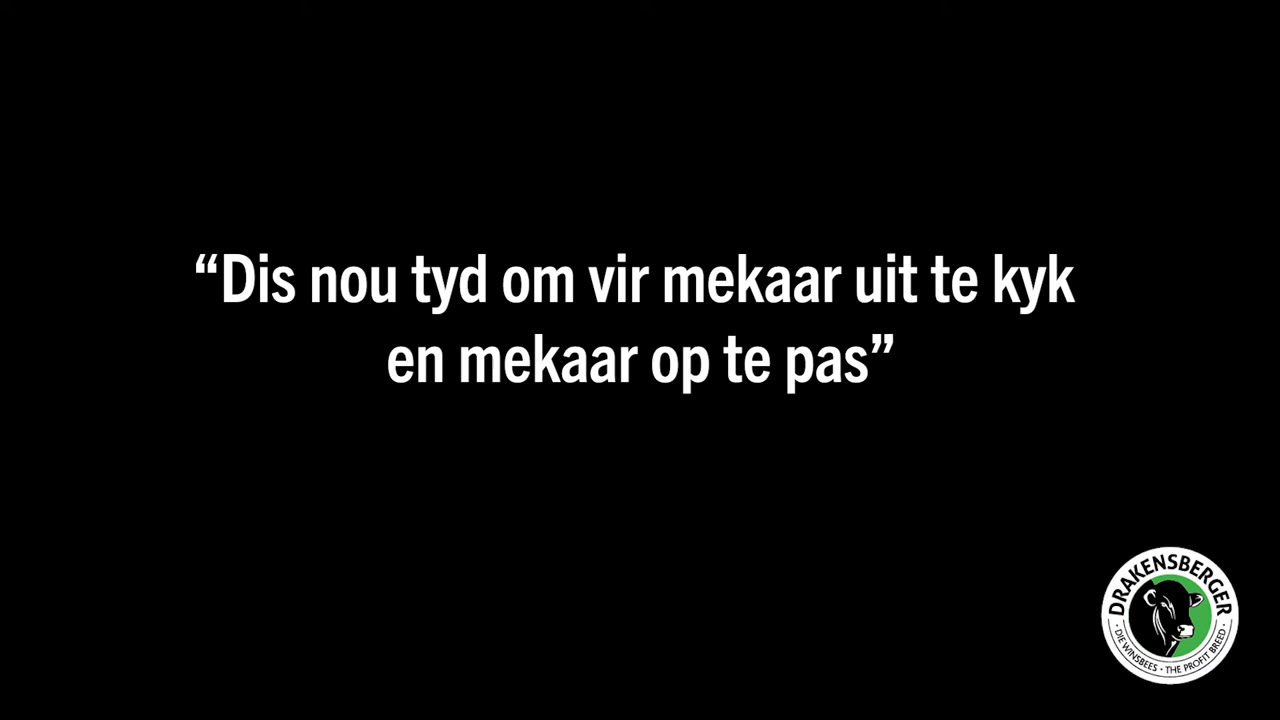 “Dis nou tyd om vir mekaar uit te kyk
en mekaar op te pas”
DRAKENSBERGER
· DIE WINSBEES · THE PROFIT BREED ·